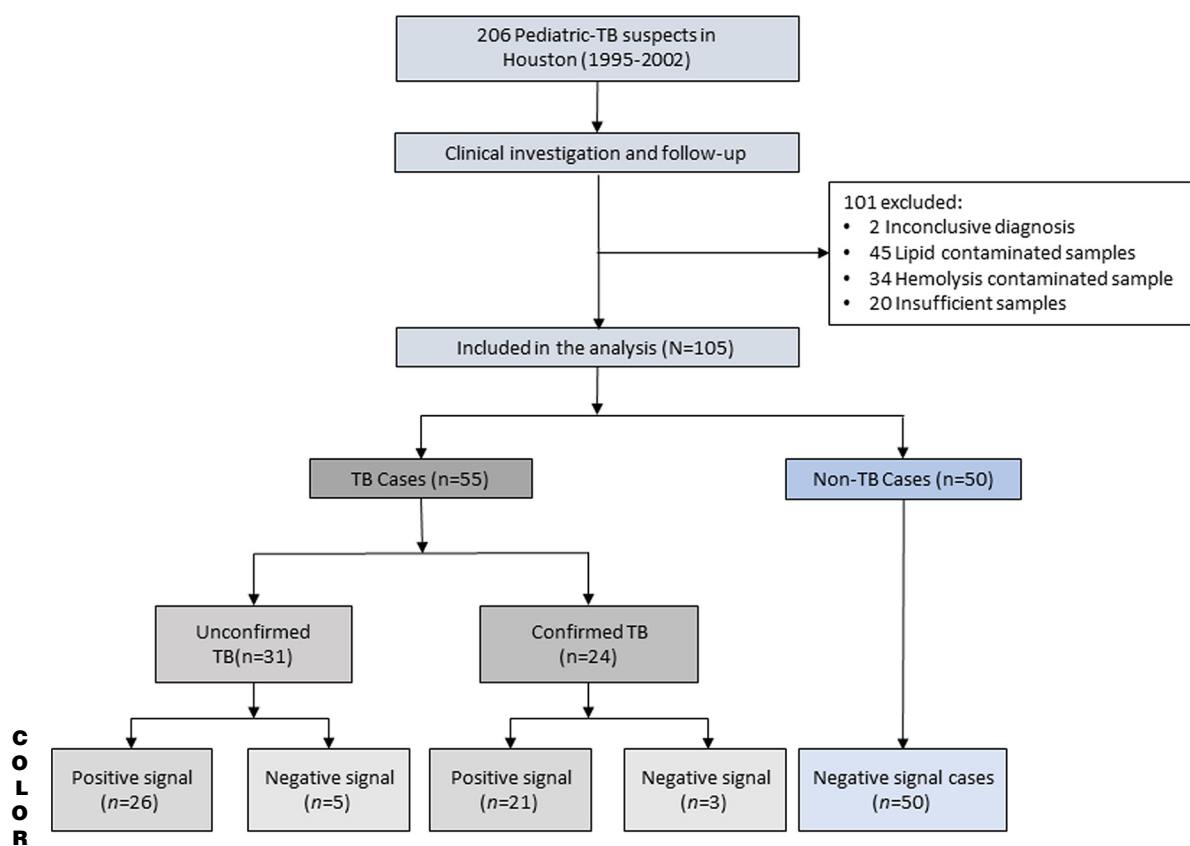 206 Pediatric-TB suspects in
Houston (1995-2002)
Clinical investigation and follow-up
101 excluded:
• 2 Inconclusive diagnosis
• 45 Lipid contaminated samples
• 34 Hemolysis contaminated sample
• 20 Insufficient samples
Included in the analysis (N=105)
TB Cases (n=55)
Non-TB Cases (n=50)
Unconfirmed
TB(n=31)
Confirmed TB
(n=24)
Positive signal
(n=26)
Negative signal
(n=5)
Positive signal
(n=21)
Negative signal
(n=3)
Negative signal cases
(n=50)
C
O
L
O
R